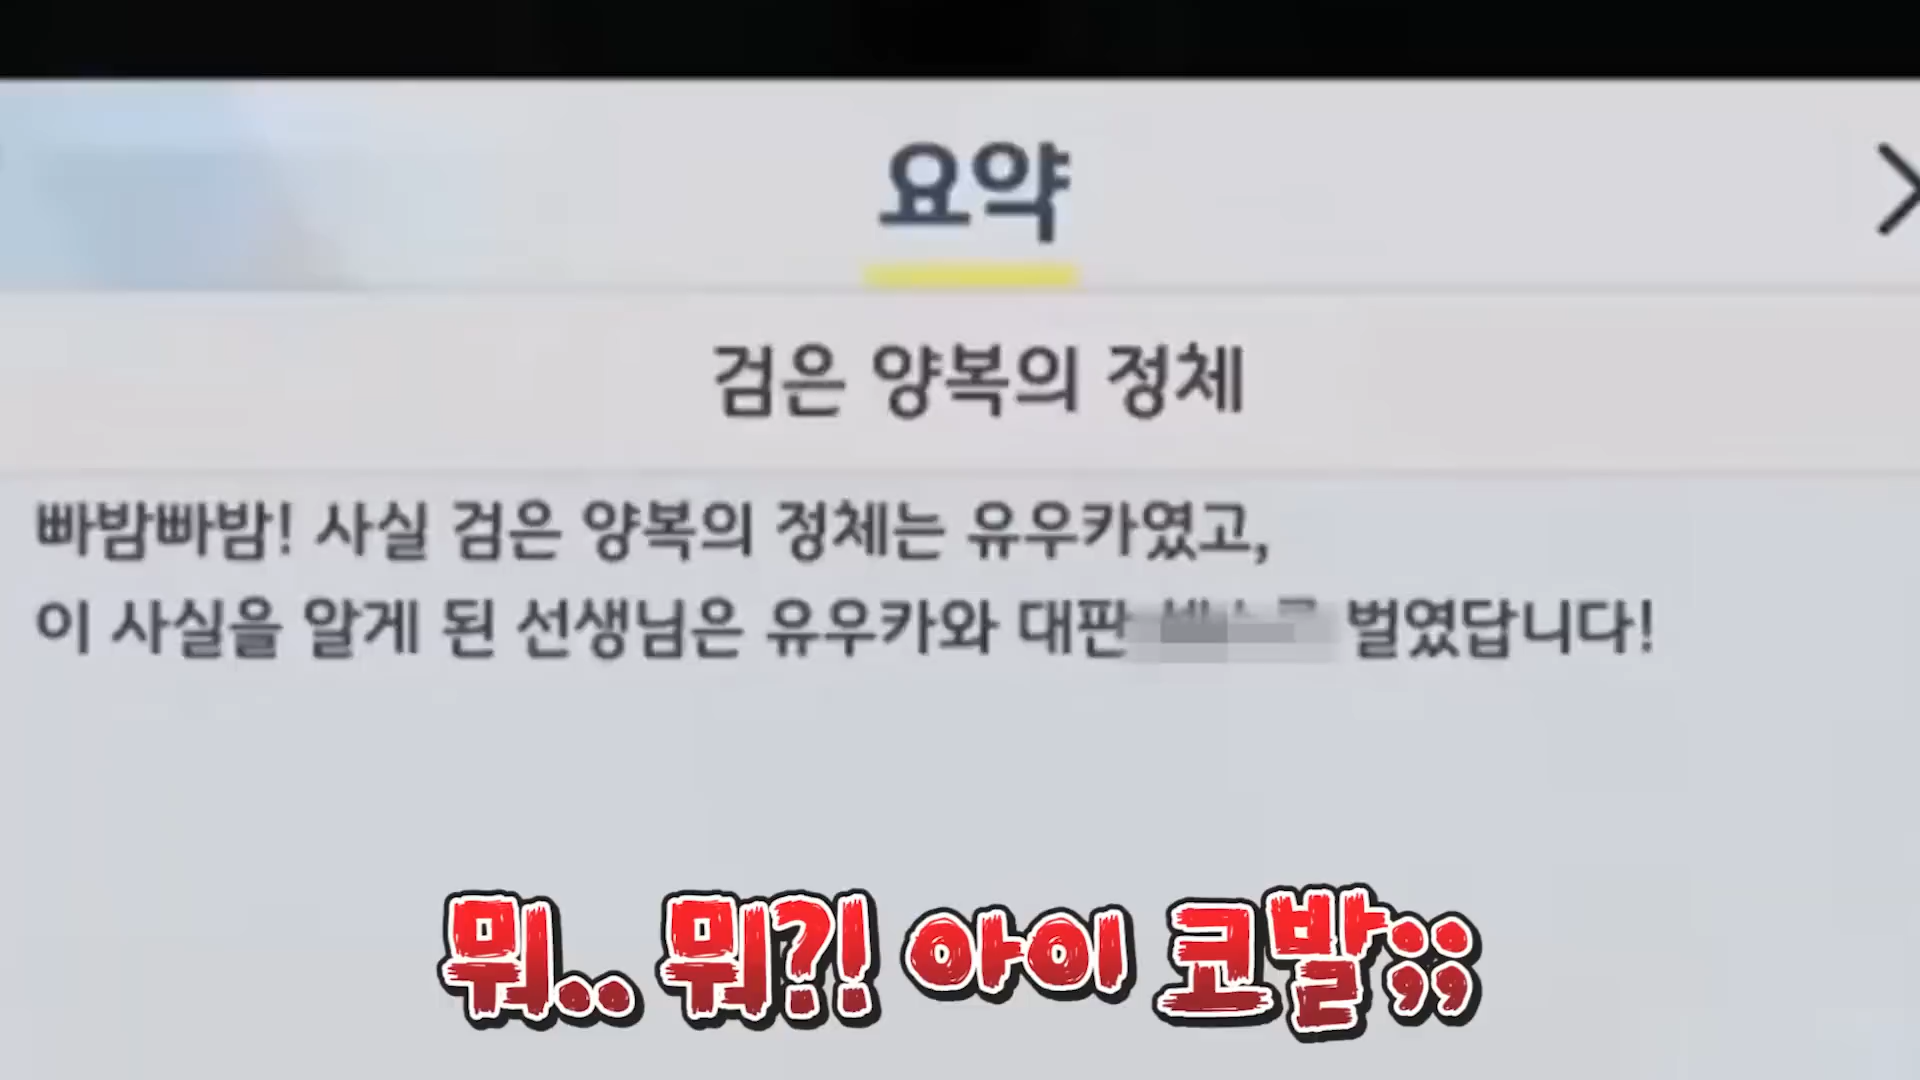 요약
검은 양복의 정체
빠밤빠밤! 사실 검은 양복의 정체는 유우카였고,
이 사실을 알게 된 선생님은 유우카와 대판 벌였답니다!
뭐.. 뭐?! 아이 코발;;